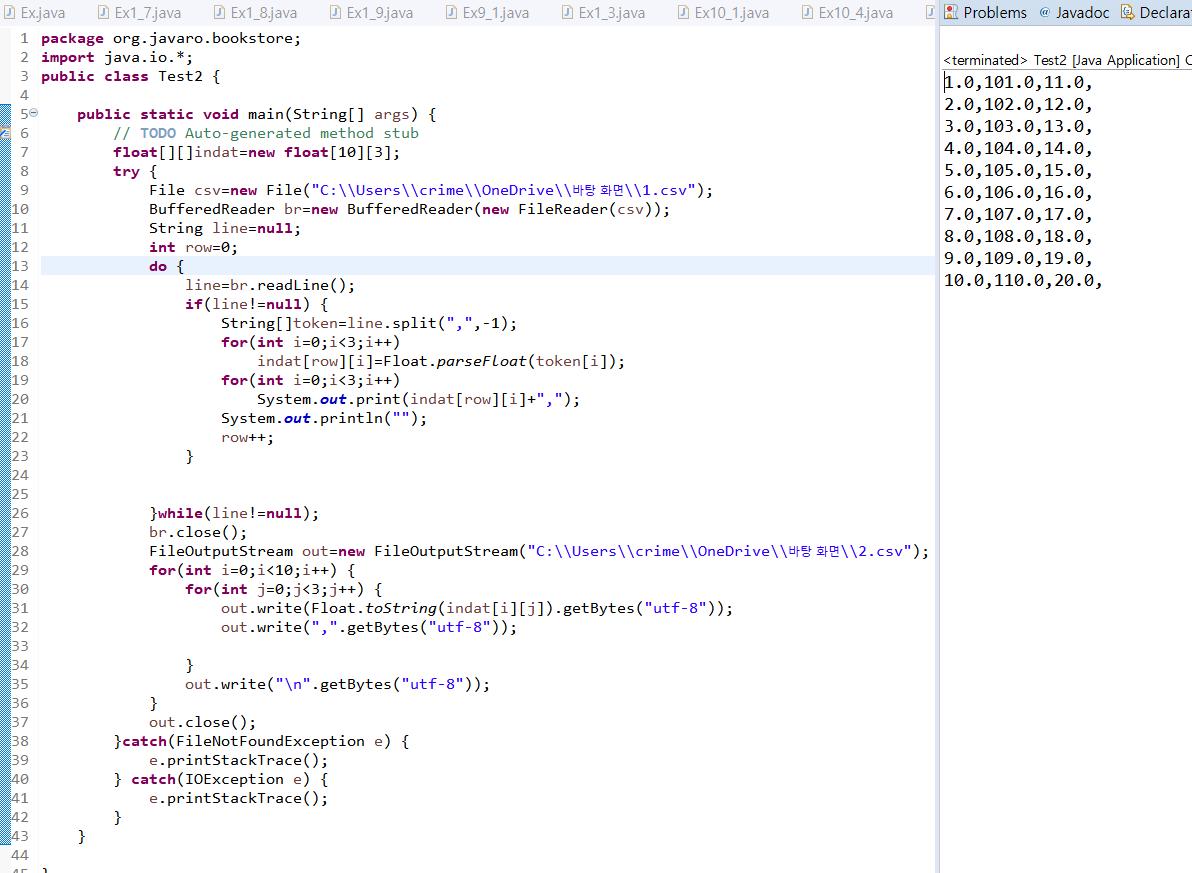 Ex.java Ex1_7.java Ex1_8.java Ex1_9.java Ex9_1.java Ex1_3.java Ex10_1.java Ex10_4.java
1 package org.javaro.bookstore;
2 import java.io.*;
3 public class Test2 {
4
5 public static void main(String[] args) {
6 // TODO Auto-generated method stub
7 float[][]indat=new float[10][3];
8 try {
9 File csv=new File("C:\\Users\\crime\\OneDrive\\바탕 화면\\1.csv");
10 BufferedReader br=new BufferedReader(new FileReader(csv));
11 String line=null;
12 int row=0;
13 do {
14 line=br.readLine();
15 if(line!=null) {
16 String[]token=line.split(",",-1);
17 for(int i=0;i<3;i++)
18 indat[row][i]=Float.parseFloat(token[i]);
19 for(int i=0;i<3;i++)
20 System.out.print(indat[row][i]+",");
21 System.out.println("");
22 row++;
23 }
24
25
26 }while(line!=null);
27 br.close();
28 FileOutputStream out=new FileOutputStream("C:\\Users\\crime\\OneDrive\\바탕 화면\\2.csv");
29 for(int i=0;i<10;i++) {
30 for(int j=0;j<3;j++) {
31 out.write(Float.toString(indat[i][j]).getBytes("utf-8"));
32 out.write(",".getBytes("utf-8"));
33
34 }
35 out.write("\n".getBytes("utf-8"));
36 }
37 out.close();
38 }catch(FileNotFoundException e) {
39 e.printStackTrace();
40 } catch(IOException e) {
41 e.printStackTrace();
42 }
43 }
44
45 }
Problems @ Javadoc Declara
<terminated> Test2 [Java Application] C
1.0,101.0,11.0,
2.0,102.0,12.0,
3.0,103.0,13.0,
4.0,104.0,14.0,
5.0,105.0,15.0,
6.0,106.0,16.0,
7.0,107.0,17.0,
8.0,108.0,18.0,
9.0,109.0,19.0,
10.0,110.0,20.0,